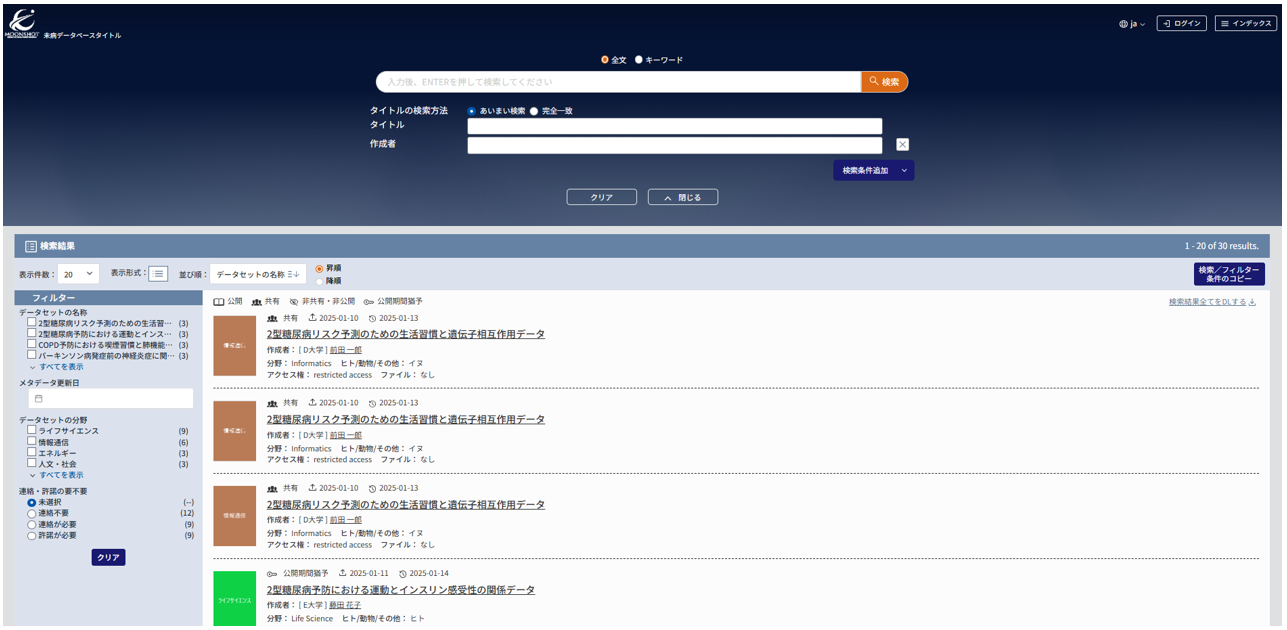 MOONSHOT 未病データベースタイトル
ja
ログイン
インデックス
全文 キーワード
入力後、ENTERを押して検索してください
検索
タイトルの検索方法 あいまい検索 完全一致
タイトル
作成者
検索条件追加
クリア 閉じる
検索結果 1 - 20 of 30 results.
表示件数： 20 表示形式： 並び順： データセットの名称 昇順
降順
検索／フィルター
条件のコピー
フィルター
データセットの名称
2型糖尿病リスク予測のための生活習… (3)
2型糖尿病予防における運動とインス… (3)
COPD予防における喫煙習慣と肺機能… (3)
パーキンソン病発症前の神経炎症に関… (3)
すべてを表示
メタデータ更新日
データセットの分野
ライフサイエンス (9)
情報通信 (6)
エネルギー (3)
人文・社会 (3)
すべてを表示
連絡・許諾の要不要
未選択 (--)
連絡不要 (12)
連絡が必要 (9)
許諾が必要 (9)
クリア
公開 共有 非共有・非公開 公開期間猶予
検索結果全てをDLする
共有 2025-01-10 2025-01-13
情報通信
2型糖尿病リスク予測のための生活習慣と遺伝子相互作用データ
作成者： [ D大学 ] 前田 一郎
分野： Informatics ヒト/動物/その他： イヌ
アクセス権： restricted access ファイル： なし
共有 2025-01-10 2025-01-13
情報通信
2型糖尿病リスク予測のための生活習慣と遺伝子相互作用データ
作成者： [ D大学 ] 前田 一郎
分野： Informatics ヒト/動物/その他： イヌ
アクセス権： restricted access ファイル： なし
共有 2025-01-10 2025-01-13
情報通信
2型糖尿病リスク予測のための生活習慣と遺伝子相互作用データ
作成者： [ D大学 ] 前田 一郎
分野： Informatics ヒト/動物/その他： イヌ
アクセス権： restricted access ファイル： なし
公開期間猶予 2025-01-11 2025-01-14
ライフサイエンス
2型糖尿病予防における運動とインスリン感受性の関係データ
作成者： [ E大学 ] 藤田 花子
分野： Life Science ヒト/動物/その他： ヒト